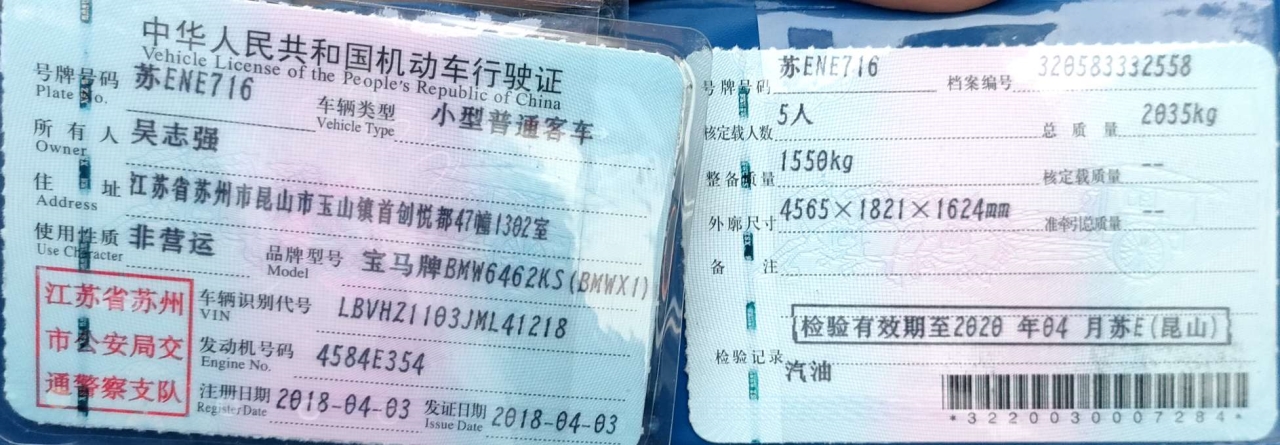 中华人民共和国机动车行驶证
Vehicle License of the People's Republic of China
号牌号码 苏ENE716 车辆类型 小型普通客车
Plate No. Vehicle Type
所有人 吴志强
Owner
住址 江苏省苏州市昆山市玉山镇首创悦都47幢1302室
Address
使用性质 非营运 品牌型号 宝马牌BMW6462KS(BMWX1)
Use Character Model
江苏省苏州
市公安局交
通警察支队
车辆识别代号 LBVHZ1103JML41218
VIN
发动机号码 4584E354
Engine No.
注册日期 2018-04-03 发证日期 2018-04-03
Register Date Issue Date
号牌号码 苏ENE716 档案编号 320583332558
核定载人数 5人 总质量 2035kg
整备质量 1550kg 核定载质量 --
外廓尺寸 4565×1821×1624mm 准牵引总质量 --
备注
检验有效期至2020 年04 月苏E(昆山)
检验记录
汽油
*3220030007284*